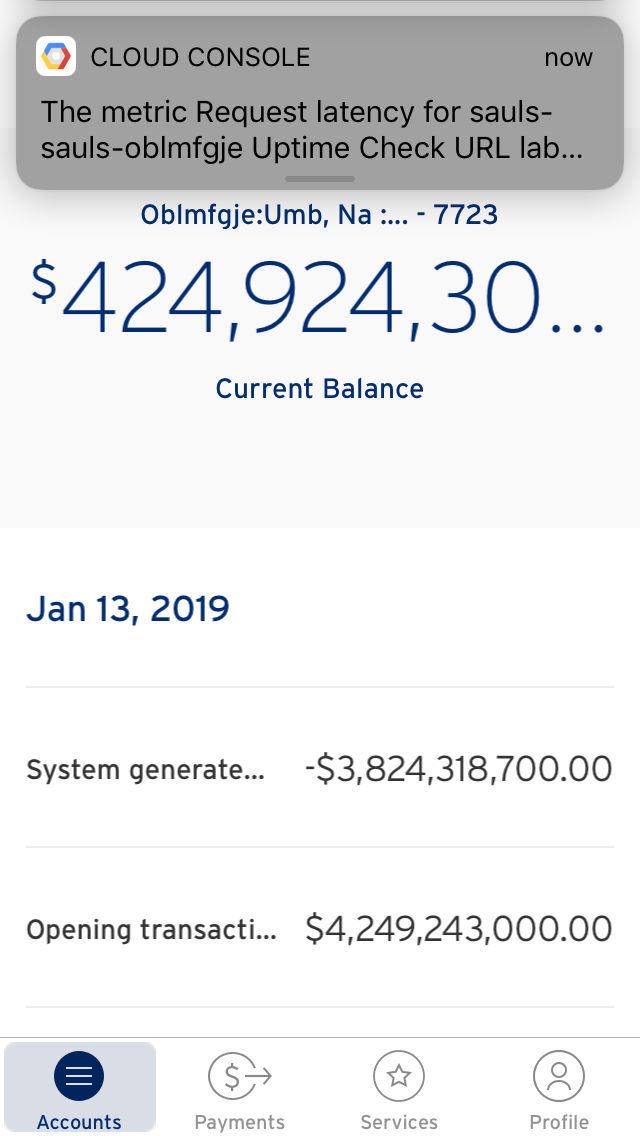 CLOUD CONSOLE now
The metric Request latency for sauls-
sauls-oblmfgje Uptime Check URL lab...
Oblmfgje:Umb, Na :... - 7723
$424,924,30...
Current Balance
Jan 13, 2019
System generate... -$3,824,318,700.00
Opening transacti... $4,249,243,000.00
Accounts Payments Services Profile